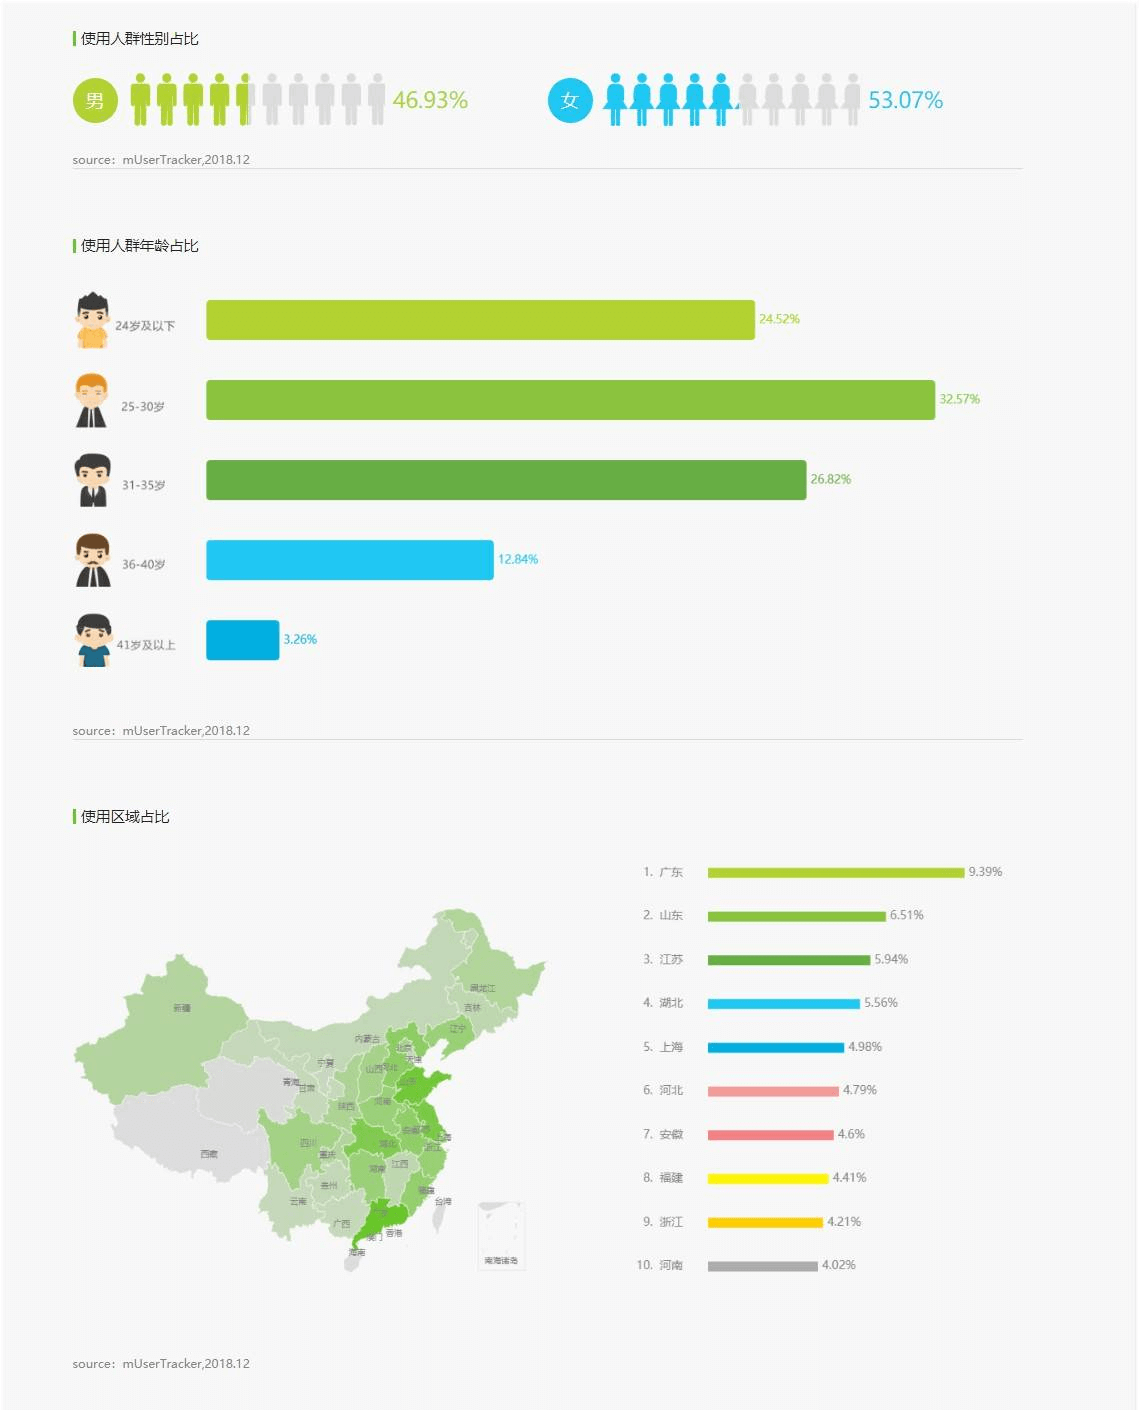 使用人群性别占比
男 46.93% 女 53.07%
source：mUserTracker,2018.12
使用人群年龄占比
24岁及以下 24.52%
25-30岁 32.57%
31-35岁 26.82%
36-40岁 12.84%
41岁及以上 3.26%
source：mUserTracker,2018.12
使用区域占比
1. 广东 9.39%
2. 山东 6.51%
3. 江苏 5.94%
4. 湖北 5.56%
5. 上海 4.98%
6. 河北 4.79%
7. 安徽 4.6%
8. 福建 4.41%
9. 浙江 4.21%
10. 河南 4.02%
黑龙江
新疆
吉林
辽宁
内蒙古
北京
天津
宁夏
山西
河北
青海
甘肃
山东
陕西
河南
安徽
江苏
上海
四川
湖北
浙江
西藏
重庆
湖南
江西
贵州
福建
云南
台湾
广西
广东
香港
澳门
海南
南海诸岛
source：mUserTracker,2018.12